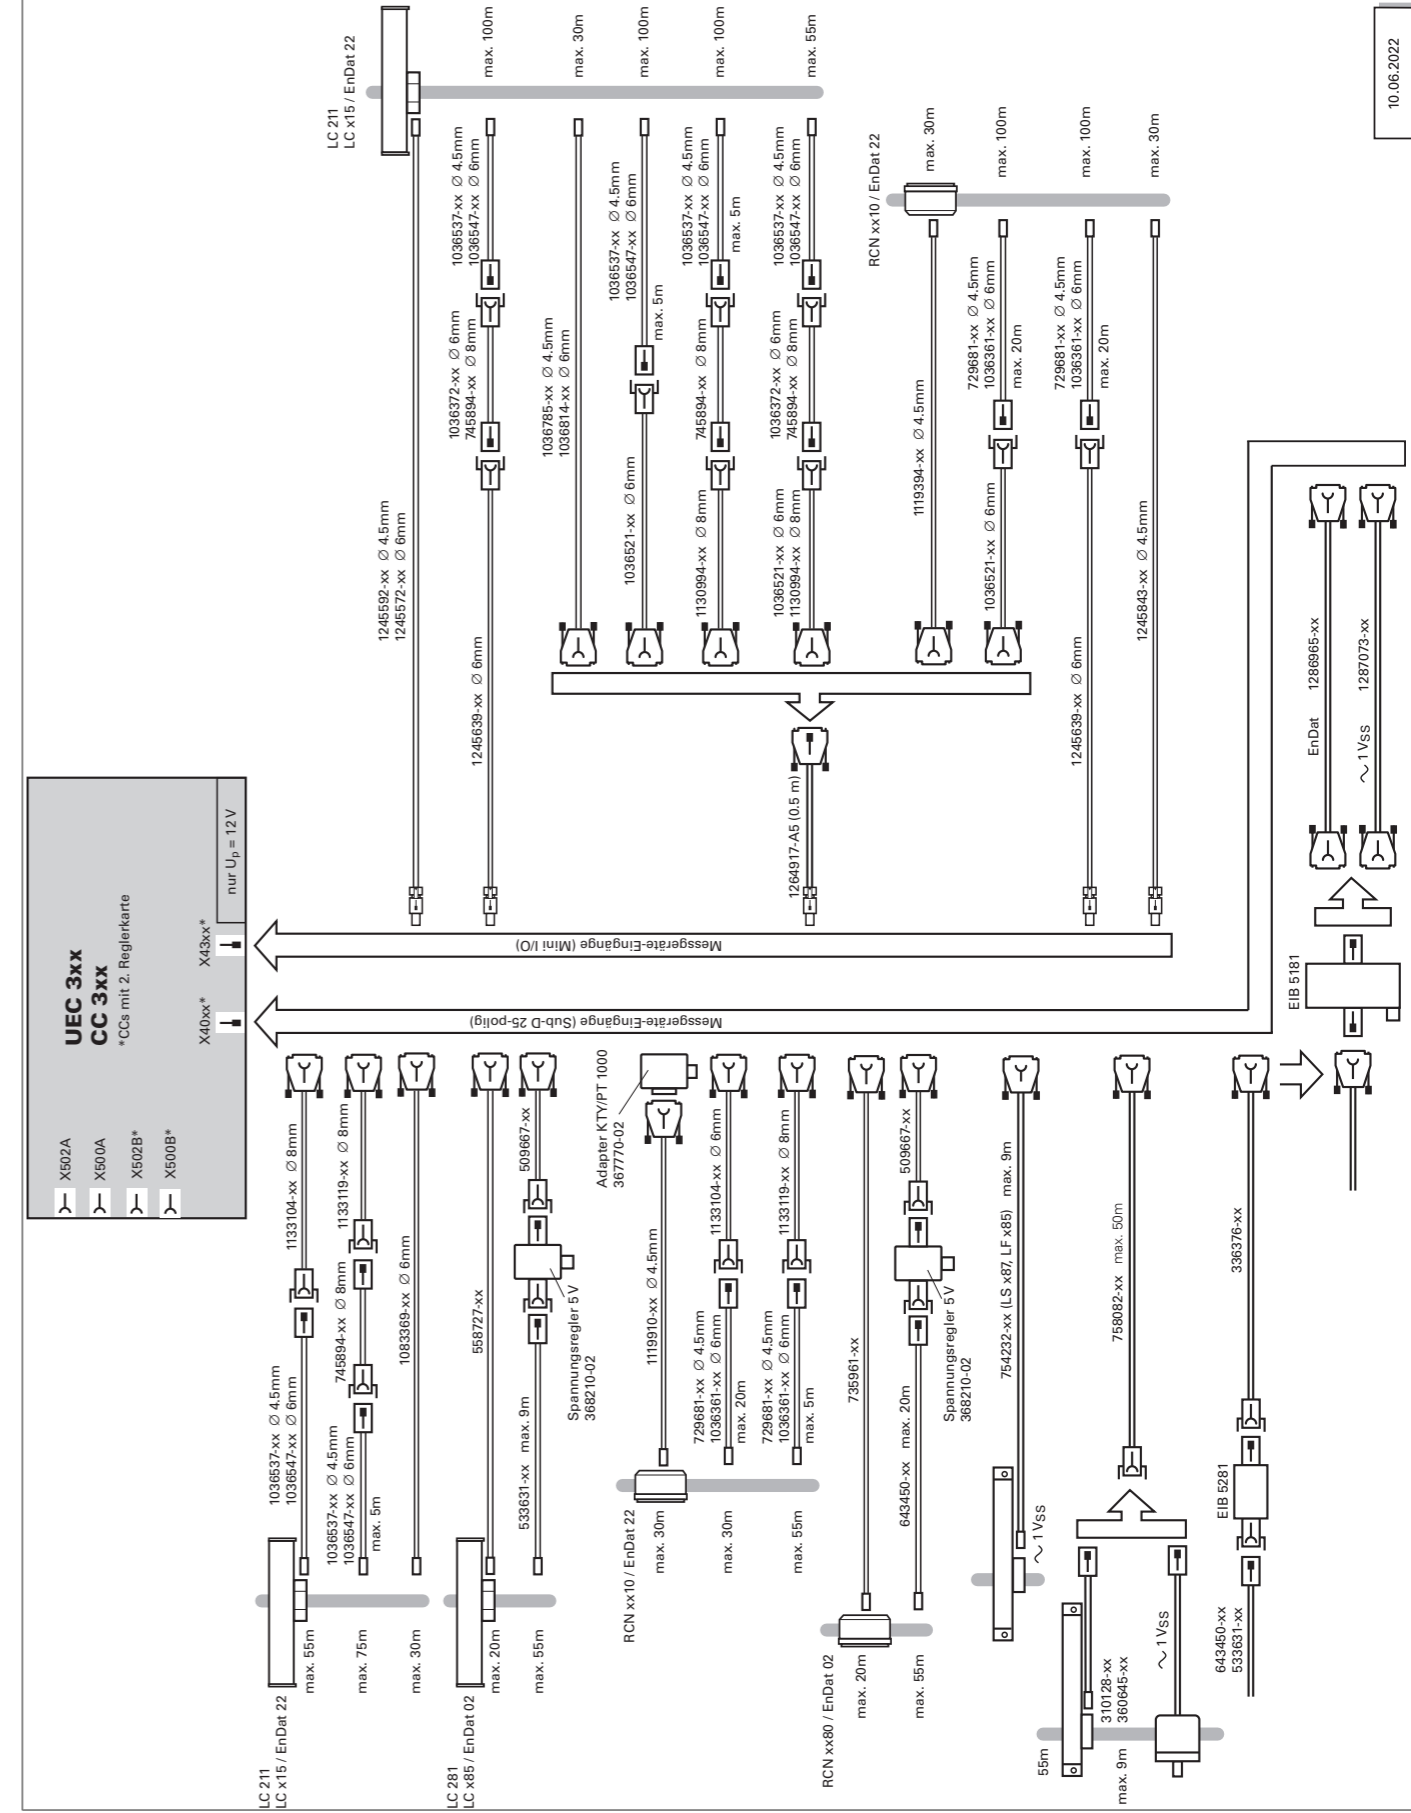 UEC 3xx
CC 3xx
*CCs mit 2. Reglerkarte
X502A
X500A
X502B*
X500B*
X40xx*
X43xx*
nur Up = 12 V
Messgeräte-Eingänge (Mini I/O)
Messgeräte-Eingänge (Sub-D 25-polig)
LC 211
LC x15 / EnDat 22
1245592-xx ∅ 4.5mm
1245572-xx ∅ 6mm
max. 100m
1036537-xx ∅ 4.5mm
1036547-xx ∅ 6mm
1036372-xx ∅ 6mm
745894-xx ∅ 8mm
1245639-xx ∅ 6mm
max. 30m
1036785-xx ∅ 4.5mm
1036814-xx ∅ 6mm
max. 100m
1036537-xx ∅ 4.5mm
1036547-xx ∅ 6mm
max. 5m
1036521-xx ∅ 6mm
max. 100m
1036537-xx ∅ 4.5mm
1036547-xx ∅ 6mm
max. 5m
745894-xx ∅ 8mm
1130994-xx ∅ 8mm
max. 55m
1036537-xx ∅ 4.5mm
1036547-xx ∅ 6mm
1036372-xx ∅ 6mm
745894-xx ∅ 8mm
1036521-xx ∅ 6mm
1130994-xx ∅ 8mm
1264917-A5 (0.5 m)
RCN xx10 / EnDat 22
max. 30m
1119394-xx ∅ 4.5mm
max. 100m
729681-xx ∅ 4.5mm
1036361-xx ∅ 6mm
max. 20m
1036521-xx ∅ 6mm
max. 100m
729681-xx ∅ 4.5mm
1036361-xx ∅ 6mm
max. 20m
1245639-xx ∅ 6mm
max. 30m
1245843-xx ∅ 4.5mm
EnDat
1286965-xx
~ 1 VSS
1287073-xx
EIB 5181
10.06.2022
LC 211
LC x15 / EnDat 22
max. 55m
1036537-xx ∅ 4.5mm
1036547-xx ∅ 6mm
1133104-xx ∅ 8mm
max. 75m
1036537-xx ∅ 4.5mm
1036547-xx ∅ 6mm
max. 5m
745894-xx ∅ 8mm
1133119-xx ∅ 8mm
max. 30m
1083369-xx ∅ 6mm
LC 281
LC x85 / EnDat 02
max. 20m
558727-xx
max. 55m
533631-xx max. 9m
509667-xx
Spannungsregler 5 V
368210-02
Adapter KTY/PT 1000
367770-02
RCN xx10 / EnDat 22
max. 30m
1119910-xx ∅ 4.5mm
max. 30m
729681-xx ∅ 4.5mm
1036361-xx ∅ 6mm
max. 20m
1133104-xx ∅ 6mm
max. 55m
729681-xx ∅ 4.5mm
1036361-xx ∅ 6mm
max. 5m
1133119-xx ∅ 8mm
RCN xx80 / EnDat 02
max. 20m
735961-xx
max. 55m
643450-xx max. 20m
509667-xx
Spannungsregler 5 V
368210-02
754232-xx (LS x87, LF x85) max. 9m
~ 1 VSS
758082-xx max. 50m
55m
310128-xx
360645-xx
max. 9m
~ 1 VSS
336376-xx
EIB 5281
643450-xx
533631-xx